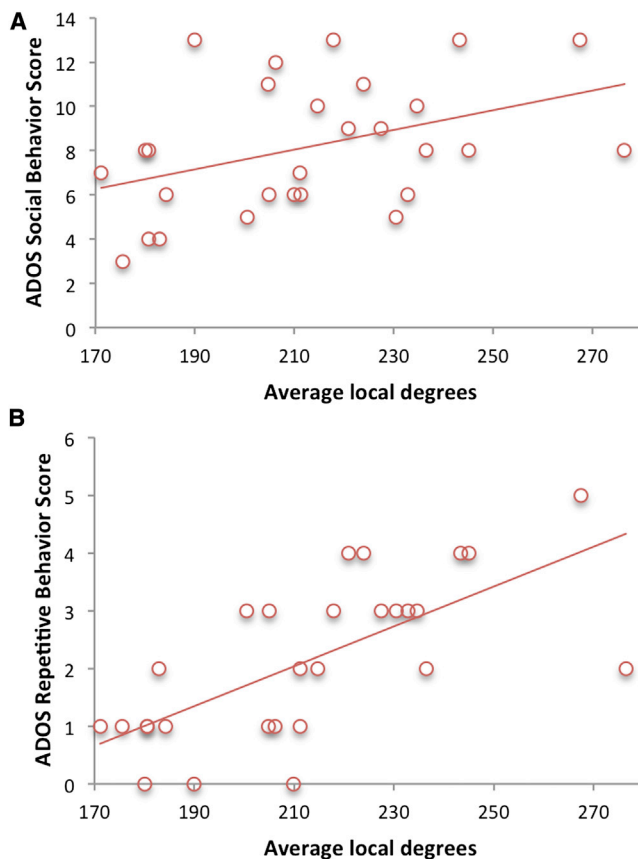 A
14
12
10
8
6
4
2
0
ADOS Social Behavior Score
170 190 210 230 250 270
Average local degrees
B
6
5
4
3
2
1
0
ADOS Repetitive Behavior Score
170 190 210 230 250 270
Average local degrees